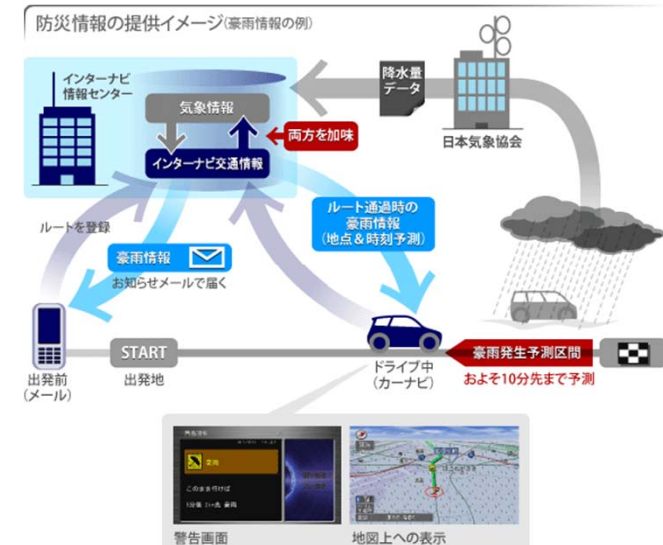 防災情報の提供イメージ(豪雨情報の例)
インターナビ
情報センター
気象情報
インターナビ交通情報
両方を加味
降水量
データ
日本気象協会
ルートを登録
豪雨情報
お知らせメールで届く
ルート通過時の
豪雨情報
(地点&時刻予測)
START
出発前
(メール)
出発地
ドライブ中
(カーナビ)
豪雨発生予測区間
およそ10分先まで予測
豪雨
このまま行けば
警告画面
地図上への表示